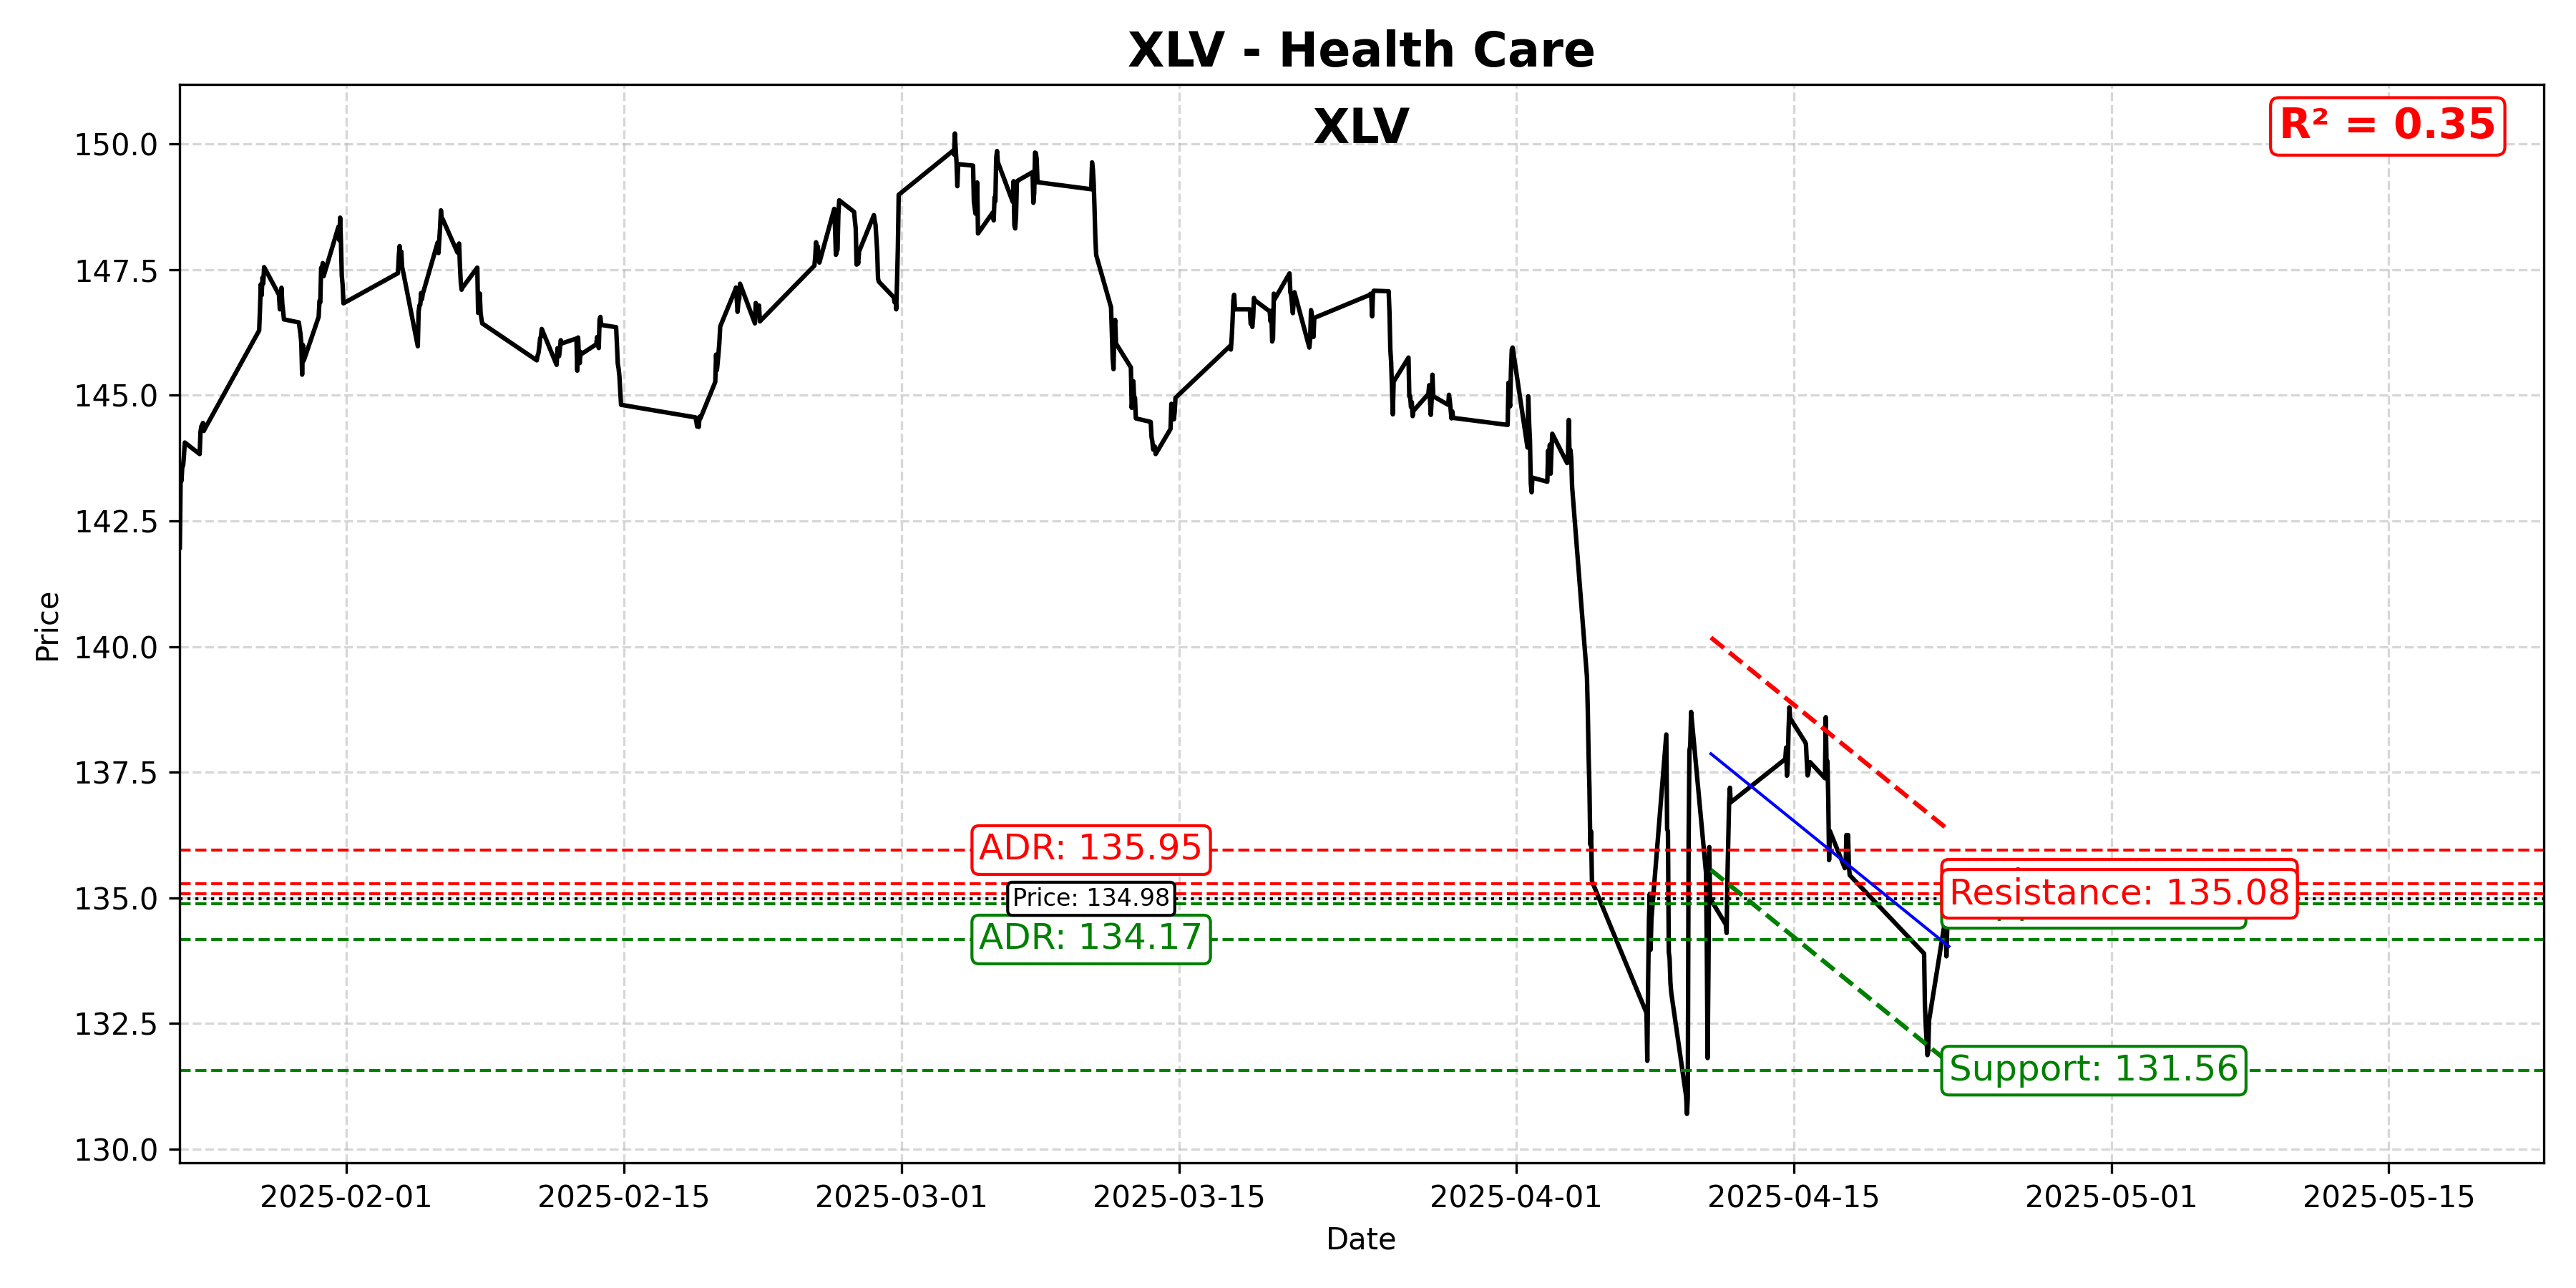 XLV - Health Care
XLV
R² = 0.35
Price
150.0
147.5
145.0
142.5
140.0
137.5
135.0
132.5
130.0
ADR: 135.95
Price: 134.98
ADR: 134.17
Resistance: 135.08
Support: 131.56
2025-02-01
2025-02-15
2025-03-01
2025-03-15
2025-04-01
2025-04-15
2025-05-01
2025-05-15
Date